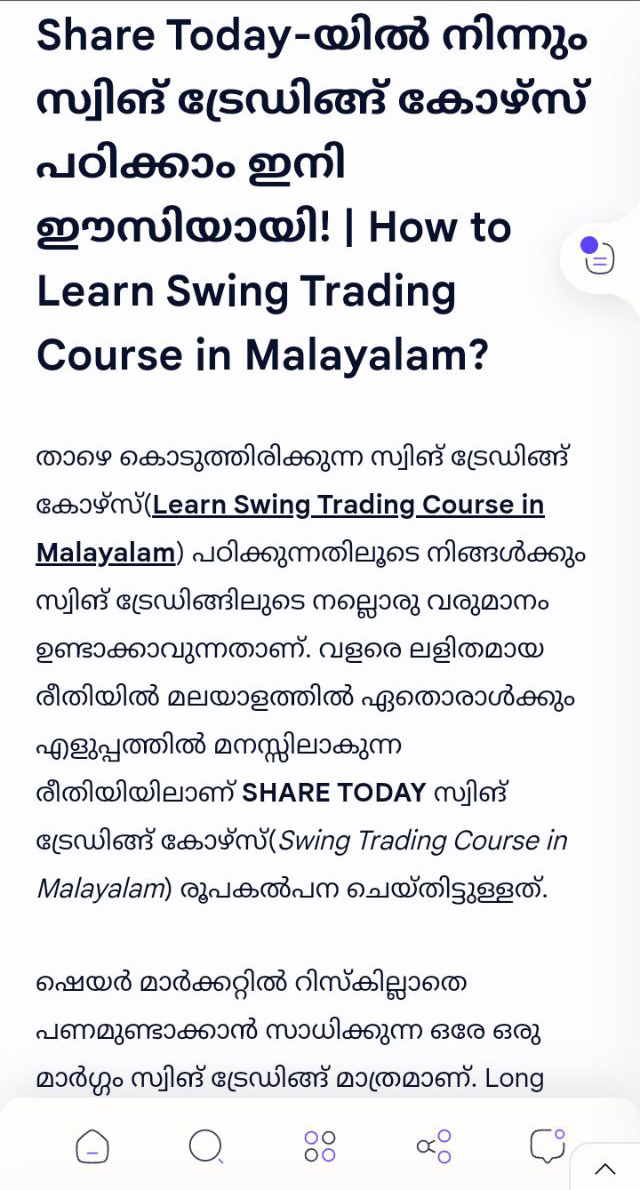 Share Today-യിൽ നിന്നും
സ്വിങ് ട്രേഡിങ്ങ് കോഴ്സ്
പഠിക്കാം ഇനി
ഈസിയായി! | How to
Learn Swing Trading
Course in Malayalam?
താഴെ കൊടുത്തിരിക്കുന്ന സ്വിങ് ട്രേഡിങ്ങ്
കോഴ്സ്(Learn Swing Trading Course in
Malayalam) പഠിക്കുന്നതിലൂടെ നിങ്ങൾക്കും
സ്വിങ് ട്രേഡിങ്ങിലുടെ നല്ലൊരു വരുമാനം
ഉണ്ടാക്കാവുന്നതാണ്. വളരെ ലളിതമായ
രീതിയിൽ മലയാളത്തിൽ ഏതൊരാൾക്കും
എളുപ്പത്തിൽ മനസ്സിലാകുന്ന
രീതിയിയിലാണ് SHARE TODAY സ്വിങ്
ട്രേഡിങ്ങ് കോഴ്സ്(Swing Trading Course in
Malayalam) രൂപകൽപന ചെയ്തിട്ടുള്ളത്.
ഷെയർ മാർക്കറ്റിൽ റിസ്കില്ലാതെ
പണമുണ്ടാക്കാൻ സാധിക്കുന്ന ഒരേ ഒരു
മാർഗ്ഗം സ്വിങ് ട്രേഡിങ്ങ് മാത്രമാണ്. Long